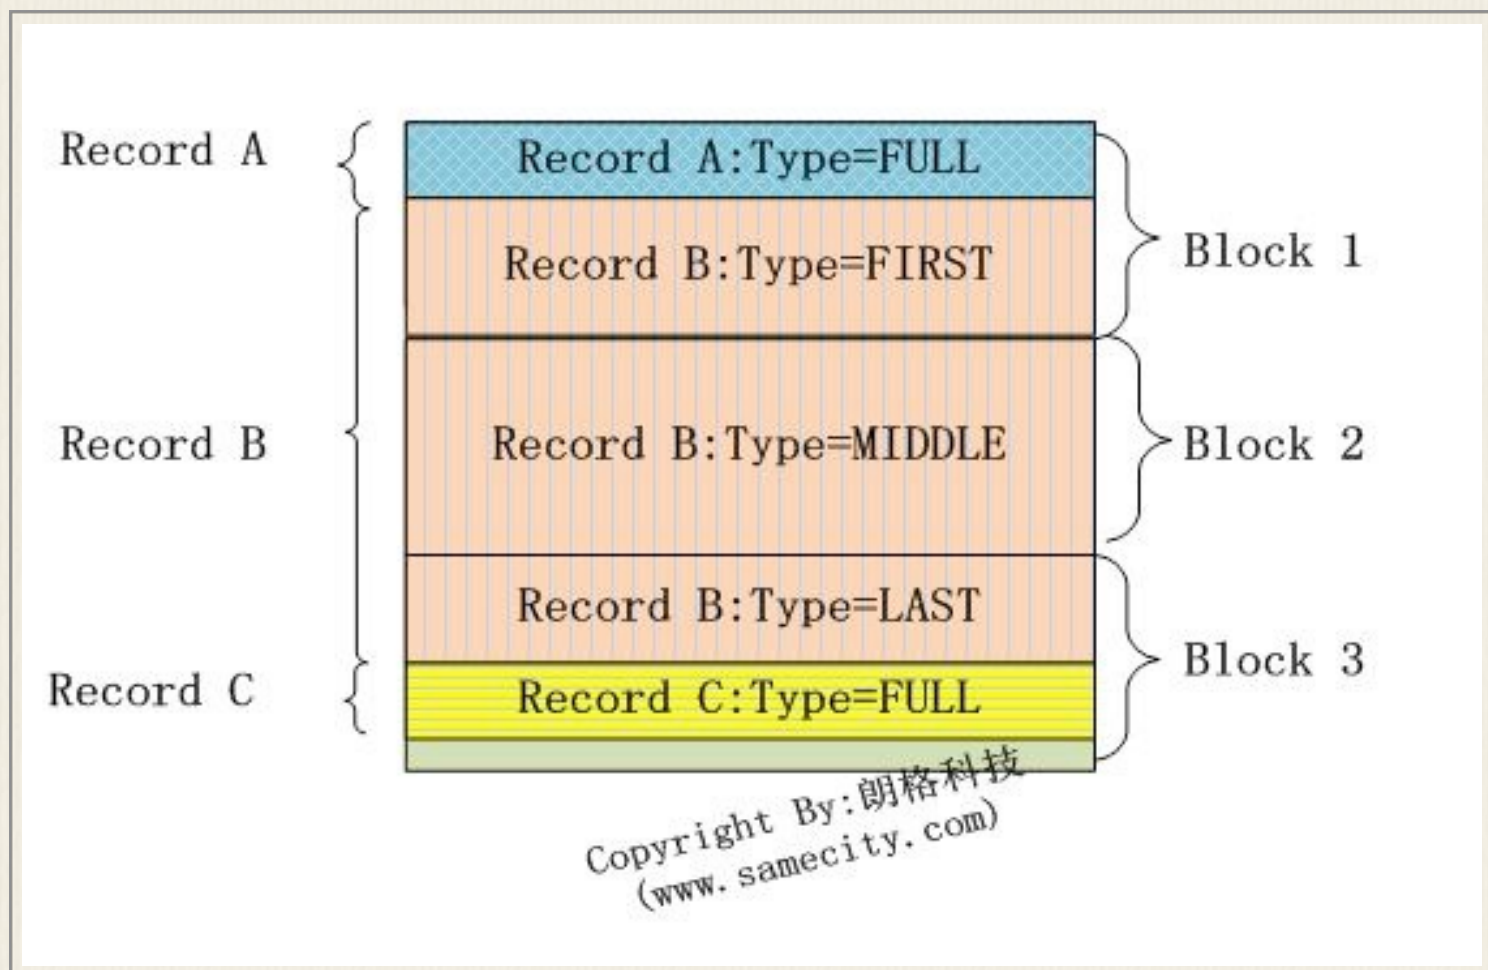 Record A
Record A:Type=FULL
Record B:Type=FIRST
Block 1
Record B
Record B:Type=MIDDLE
Block 2
Record B:Type=LAST
Block 3
Record C
Record C:Type=FULL
Copyright By:朗格科技
(www.samecity.com)